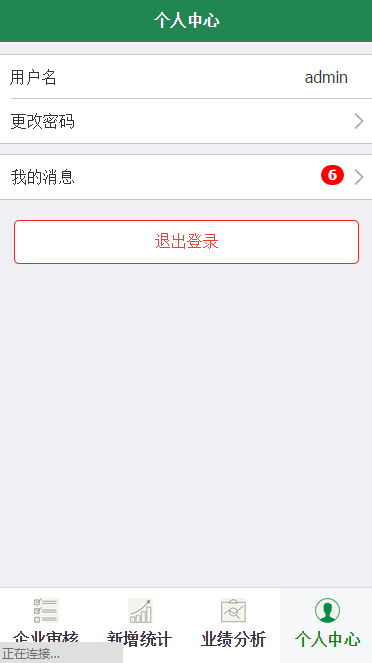 个人中心
用户名 admin
更改密码
我的消息 6
退出登录
企业审核 新增统计 业绩分析 个人中心
正在连接...